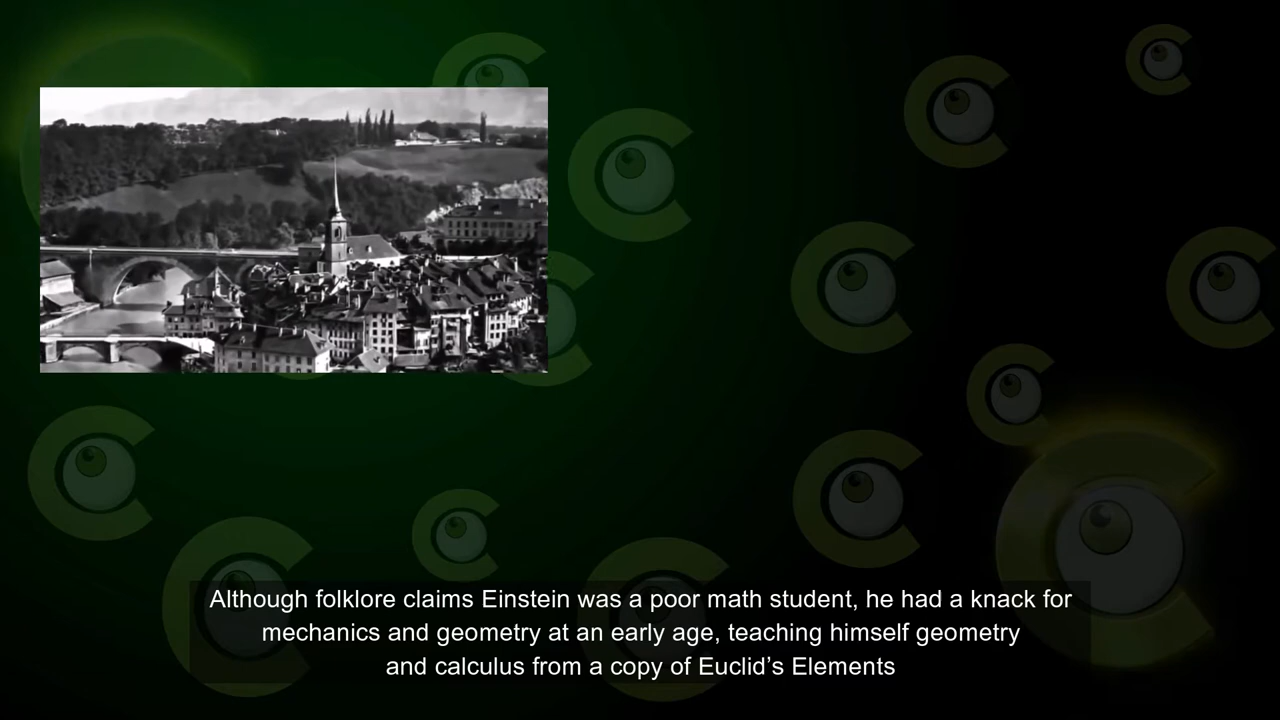 Although folklore claims Einstein was a poor math student, he had a knack for
mechanics and geometry at an early age, teaching himself geometry
and calculus from a copy of Euclid’s Elements